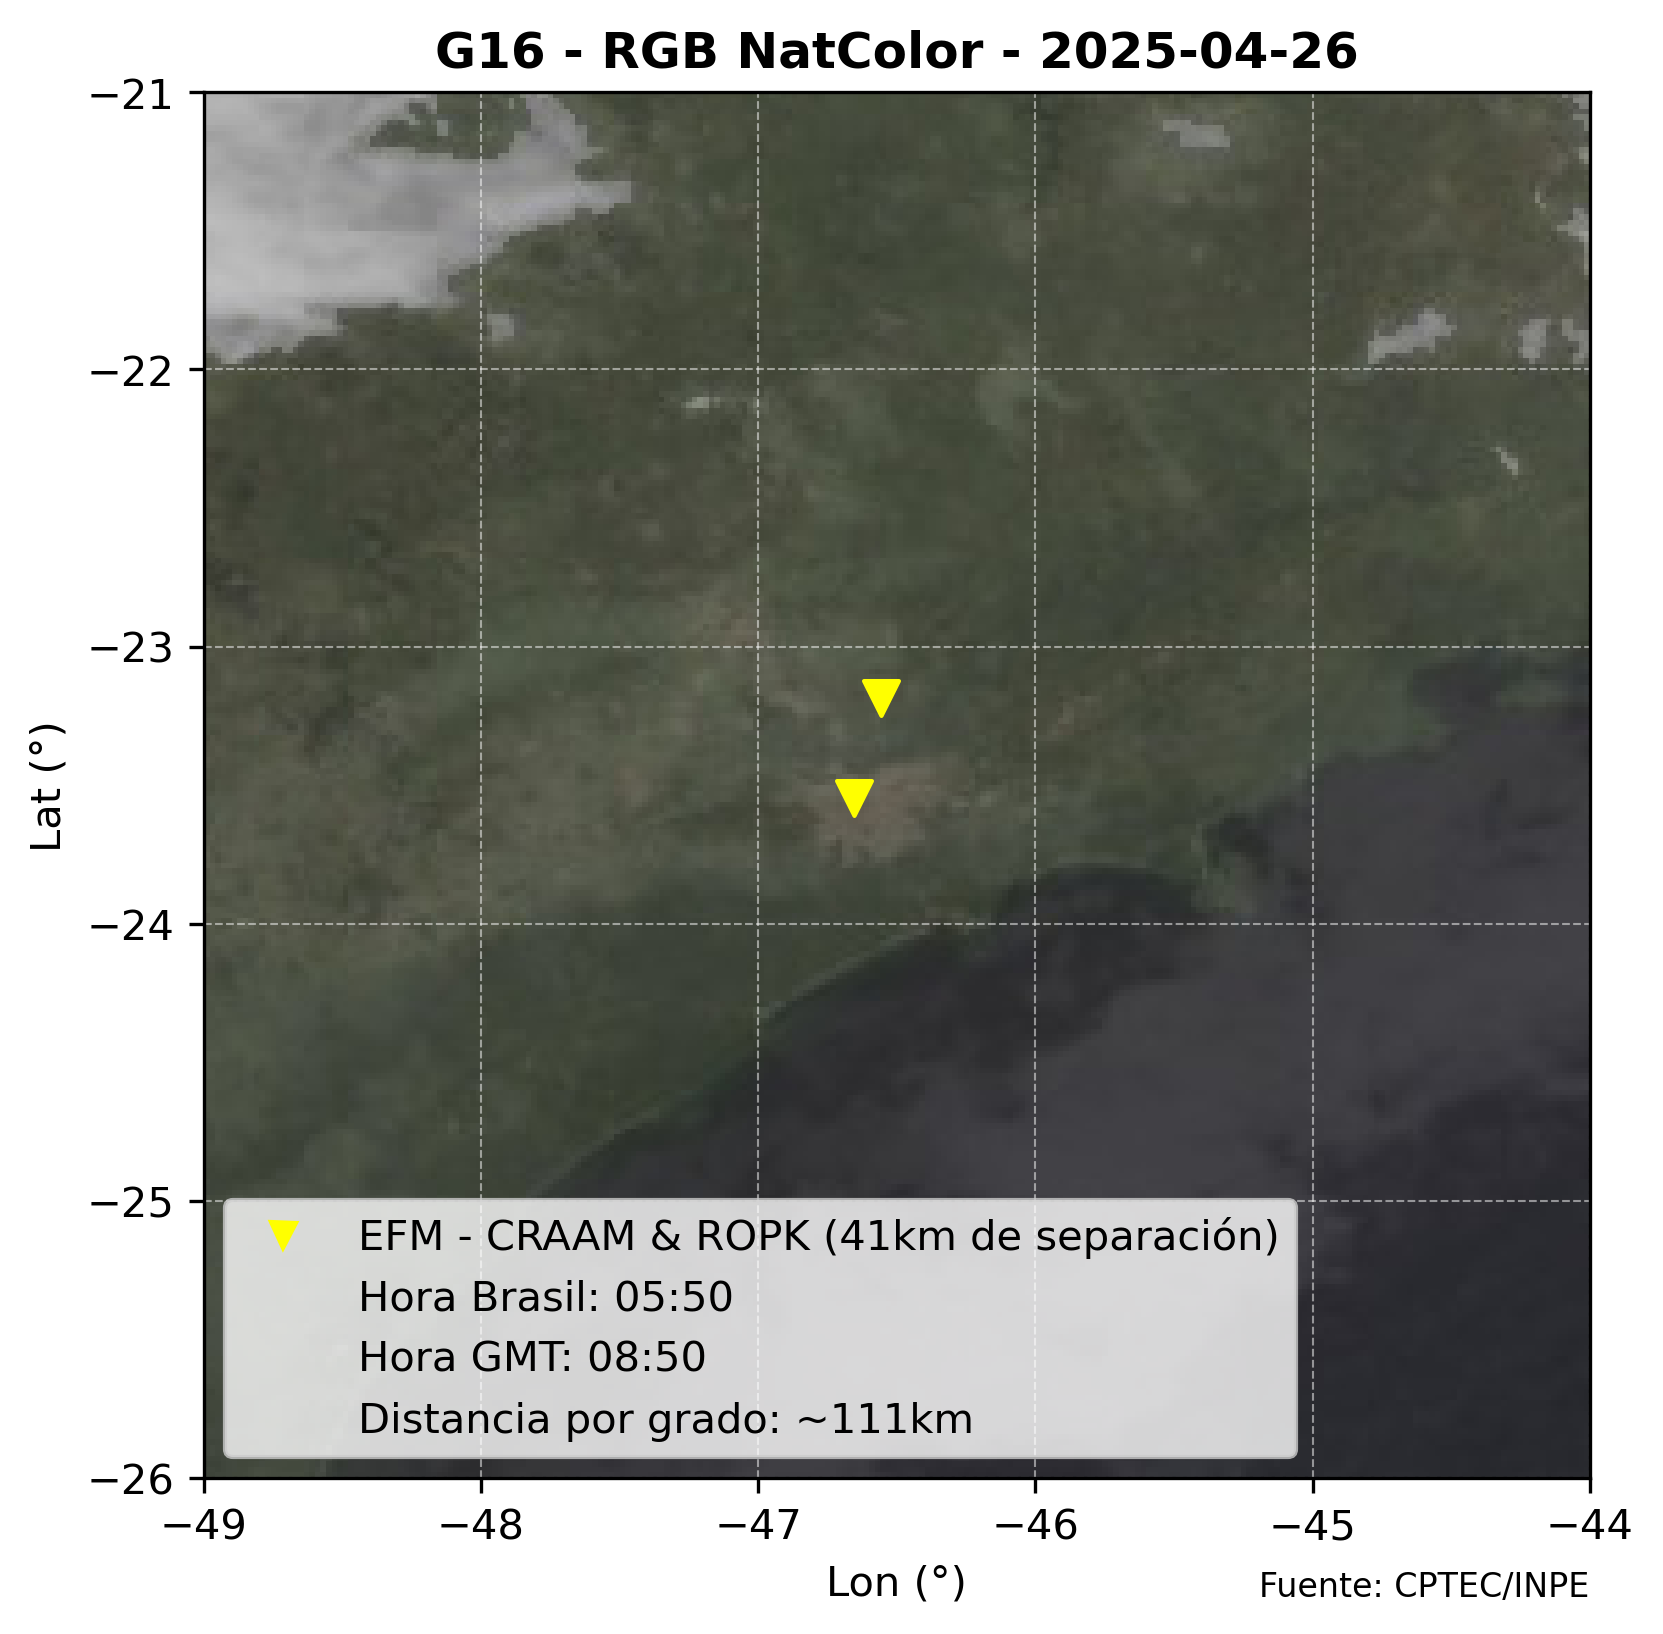 G16 - RGB NatColor - 2025-04-26
−21
−22
−23
−24
−25
−26
Lat (°)
EFM - CRAAM & ROPK (41km de separación)
Hora Brasil: 05:50
Hora GMT: 08:50
Distancia por grado: ~111km
−49 −48 −47 −46 −45 −44
Lon (°)
Fuente: CPTEC/INPE